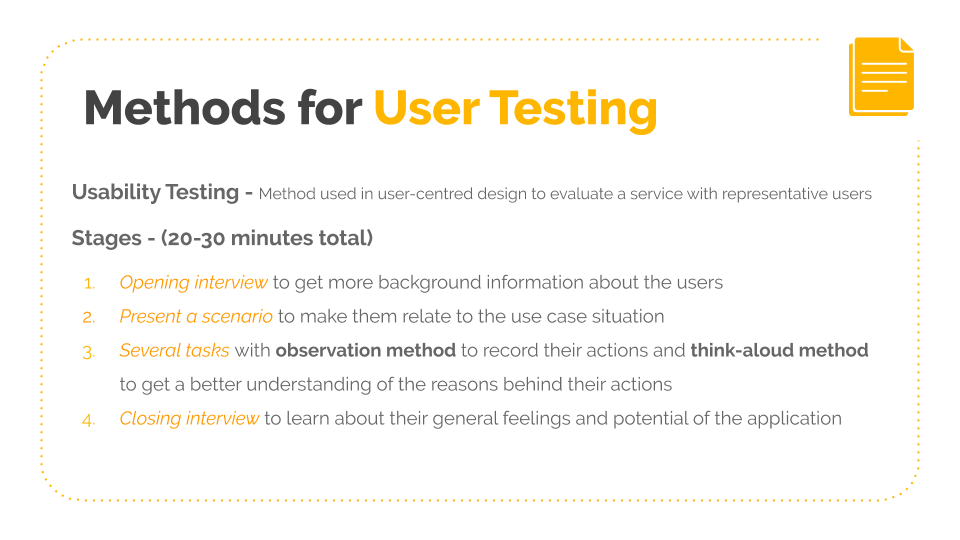 Methods for User Testing
Usability Testing - Method used in user-centred design to evaluate a service with representative users
Stages - (20-30 minutes total)
1. Opening interview to get more background information about the users
2. Present a scenario to make them relate to the use case situation
3. Several tasks with observation method to record their actions and think-aloud method
to get a better understanding of the reasons behind their actions
4. Closing interview to learn about their general feelings and potential of the application